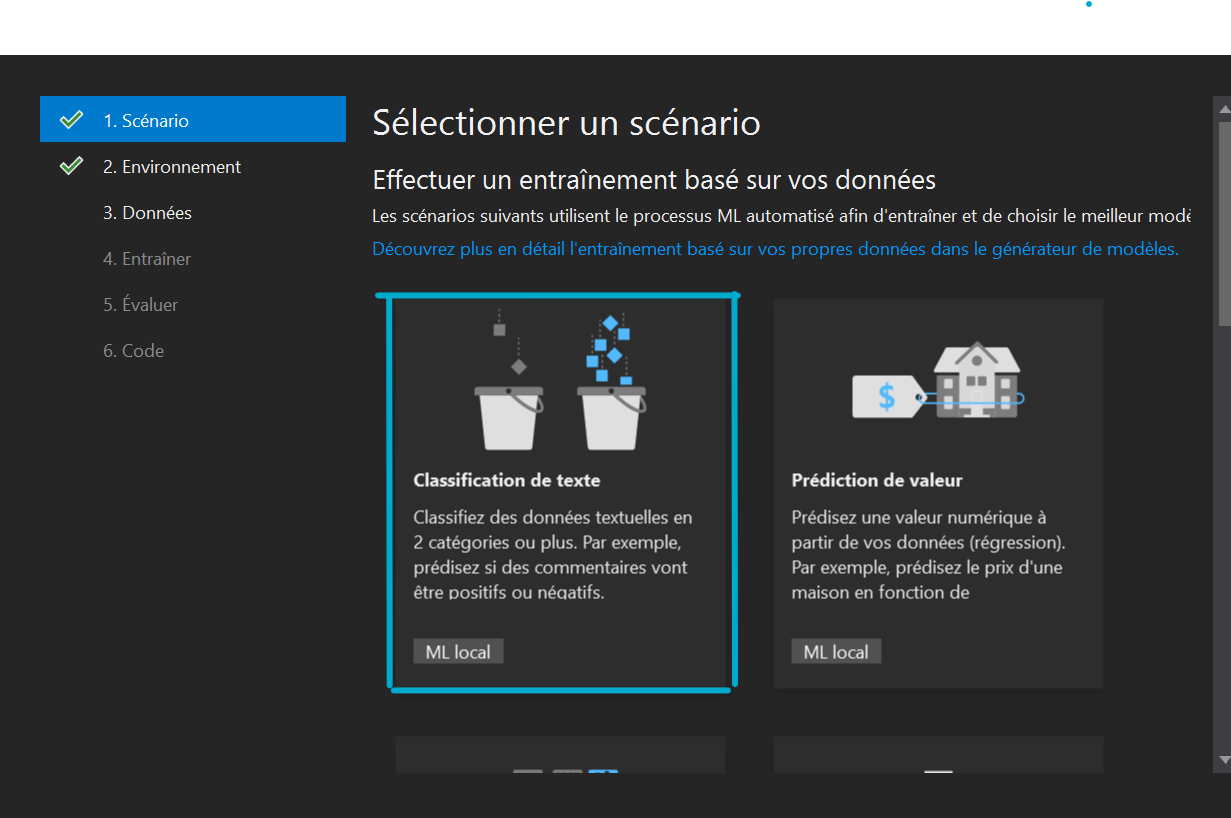 1. Scénario
2. Environnement
3. Données
4. Entraîner
5. Évaluer
6. Code
Sélectionner un scénario
Effectuer un entraînement basé sur vos données
Les scénarios suivants utilisent le processus ML automatisé afin d'entraîner et de choisir le meilleur modè
Découvrez plus en détail l'entraînement basé sur vos propres données dans le générateur de modèles.
Classification de texte
Classifiez des données textuelles en
2 catégories ou plus. Par exemple,
prédisez si des commentaires vont
être positifs ou négatifs.
ML local
$
Prédiction de valeur
Prédisez une valeur numérique à
partir de vos données (régression).
Par exemple, prédisez le prix d'une
maison en fonction de
ML local